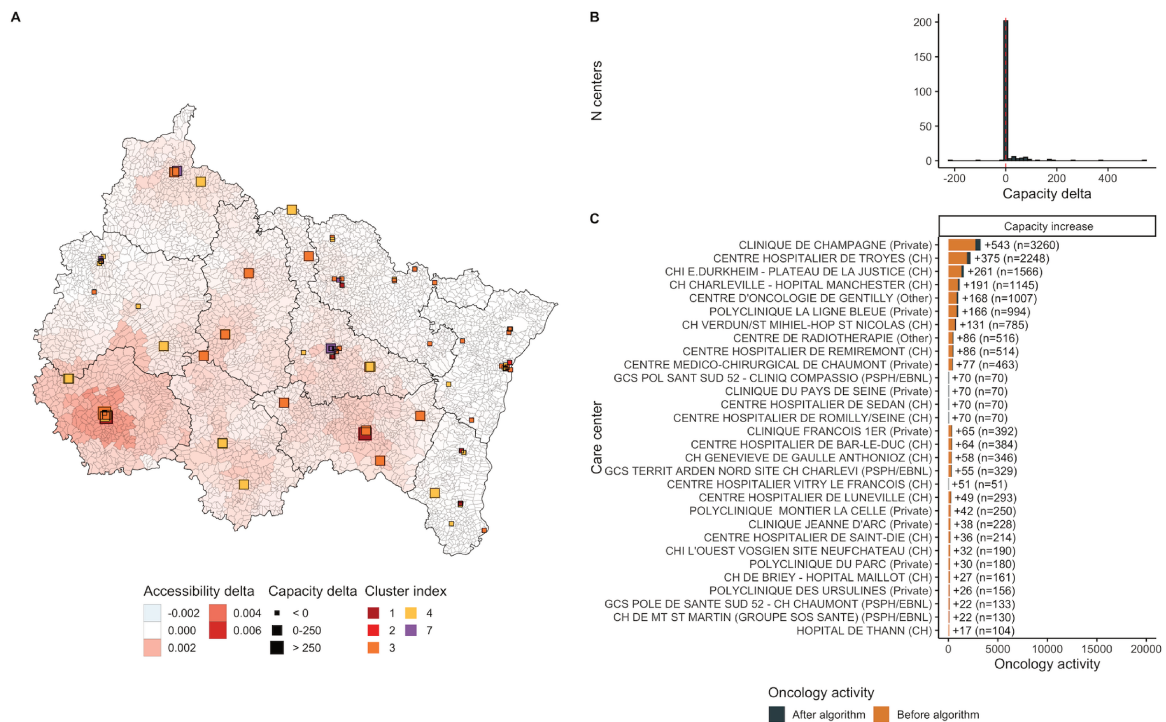 A
Accessibility delta
-0.002
0.000
0.002
0.004
0.006
Capacity delta
< 0
0-250
> 250
Cluster index
1
2
3
4
7
B
N centers
200
150
100
50
0
-200
0
200
400
Capacity delta
C
Capacity increase
Care center
CLINIQUE DE CHAMPAGNE (Private) +543 (n=3260)
CENTRE HOSPITALIER DE TROYES (CH) +375 (n=2248)
CHI E.DURKHEIM - PLATEAU DE LA JUSTICE (CH) +261 (n=1566)
CH CHARLEVILLE - HOPITAL MANCHESTER (CH) +191 (n=1145)
CENTRE D'ONCOLOGIE DE GENTILLY (Other) +168 (n=1007)
POLYCLINIQUE LA LIGNE BLEUE (Private) +166 (n=994)
CH VERDUN/ST MIHIEL-HOP ST NICOLAS (CH) +131 (n=785)
CENTRE DE RADIOTHERAPIE (Other) +86 (n=516)
CENTRE HOSPITALIER DE REMIREMONT (CH) +86 (n=514)
CENTRE MEDICO-CHIRURGICAL DE CHAUMONT (Private) +77 (n=463)
GCS POL SANT SUD 52 - CLINIQ COMPASSIO (PSPH/EBNL) +70 (n=70)
CLINIQUE DU PAYS DE SEINE (Private) +70 (n=70)
CENTRE HOSPITALIER DE SEDAN (CH) +70 (n=70)
CENTRE HOSPITALIER DE ROMILLY/SEINE (CH) +70 (n=70)
CLINIQUE FRANCOIS 1ER (Private) +65 (n=392)
CENTRE HOSPITALIER DE BAR-LE-DUC (CH) +64 (n=384)
CH GENEVIEVE DE GAULLE ANTHONIOZ (CH) +58 (n=346)
GCS TERRIT ARDEN NORD SITE CH CHARLEVI (PSPH/EBNL) +55 (n=329)
CENTRE HOSPITALIER VITRY LE FRANCOIS (CH) +51 (n=51)
CENTRE HOSPITALIER DE LUNEVILLE (CH) +49 (n=293)
POLYCLINIQUE  MONTIER LA CELLE (Private) +42 (n=250)
CLINIQUE JEANNE D'ARC (Private) +38 (n=228)
CENTRE HOSPITALIER DE SAINT-DIE (CH) +36 (n=214)
CHI L'OUEST VOSGIEN SITE NEUFCHATEAU (CH) +32 (n=190)
POLYCLINIQUE DU PARC (Private) +30 (n=180)
CH DE BRIEY - HOPITAL MAILLOT (CH) +27 (n=161)
POLYCLINIQUE DES URSULINES (Private) +26 (n=156)
GCS POLE DE SANTE SUD 52 - CH CHAUMONT (PSPH/EBNL) +22 (n=133)
CH DE MT ST MARTIN (GROUPE SOS SANTE) (PSPH/EBNL) +22 (n=130)
HOPITAL DE THANN (CH) +17 (n=104)
0 5000 10000 15000 20000
Oncology activity
Oncology activity
After algorithm
Before algorithm